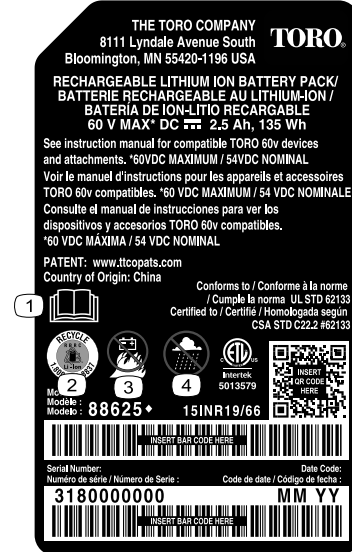 THE TORO COMPANY
8111 Lyndale Avenue South
Bloomington, MN 55420-1196 USA
TORO®
RECHARGEABLE LITHIUM ION BATTERY PACK/
BATTERIE RECHARGEABLE AU LITHIUM-ION /
BATERÍA DE ION-LITIO RECARGABLE
60 V MAX* DC 2.5 Ah, 135 Wh
See instruction manual for compatible TORO 60v devices
and attachments. *60VDC MAXIMUM / 54VDC NOMINAL
Voir le manuel d'instructions pour les appareils et accessoires
TORO 60v compatibles. *60 VDC MAXIMUM / 54 VDC NOMINALE
Consulte el manual de instrucciones para ver los
dispositivos y accesorios TORO 60v compatibles.
*60 VDC MÁXIMA / 54 VDC NOMINAL
PATENT: www.ttcopats.com
Country of Origin: China
Conforms to / Conforme à la norme
/ Cumple la norma UL STD 62133
Certified to / Certifié / Homologada según
CSA STD C22.2 #62133
1
RECYCLE
Li-Ion
2
3
4
ETL
C US
Intertek
5013579
INSERT
QR CODE
HERE
Modèle :
Modelo :
88625
15INR19/66
INSERT BAR CODE HERE
Serial Number:
Numéro de série / Número de Serie :
Date Code:
Code de date / Código de fecha :
3180000000
MM YY
INSERT BAR CODE HERE